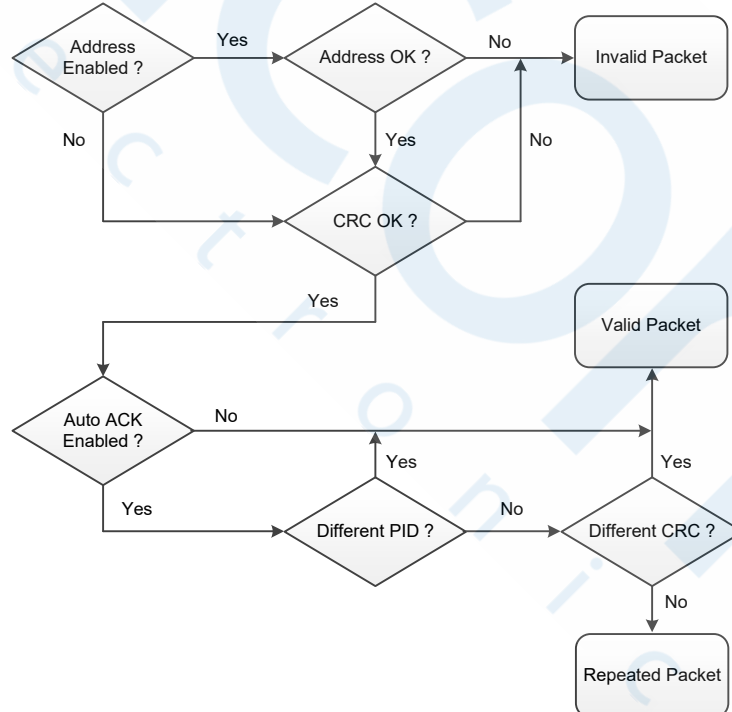 Address
Enabled ?
Yes
Address OK ?
No
Invalid Packet
No
Yes
No
CRC OK ?
Yes
Valid Packet
Auto ACK
Enabled ?
No
Yes
Yes
Yes
Different PID ?
No
Different CRC ?
No
Repeated Packet
e c t r o n i c